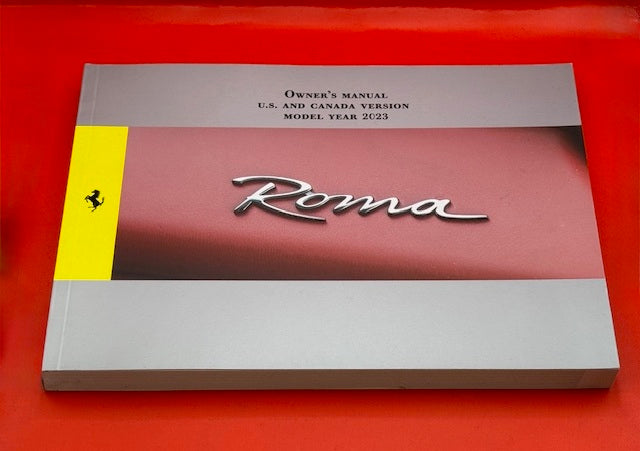 Owner's manual
u.s. and canada version
model year 2023
Roma